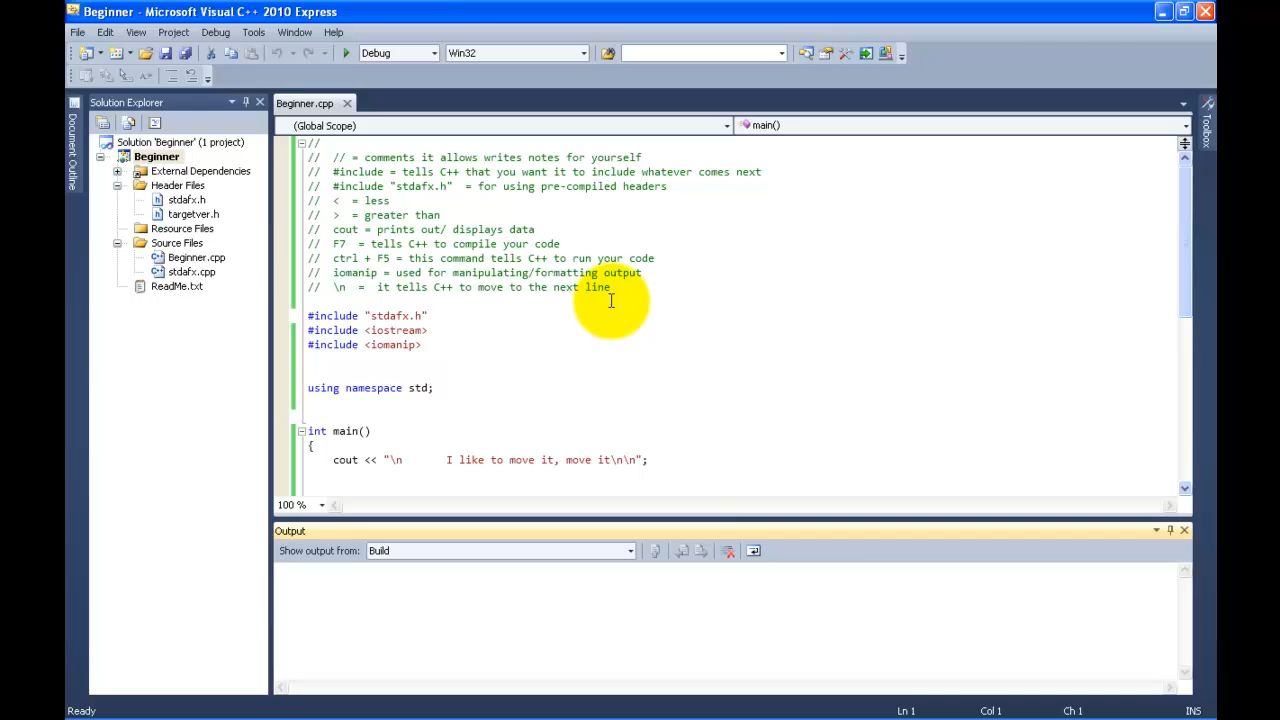 Beginner - Microsoft Visual C++ 2010 Express
File Edit View Project Debug Tools Window Help
Debug Win32
Document Outline
Solution Explorer
Solution 'Beginner' (1 project)
Beginner
External Dependencies
Header Files
stdafx.h
targetver.h
Resource Files
Source Files
Beginner.cpp
stdafx.cpp
ReadMe.txt
Beginner.cpp
(Global Scope) main()
//
// // = comments it allows writes notes for yourself
// #include = tells C++ that you want it to include whatever comes next
// #include "stdafx.h" = for using pre-compiled headers
// < = less
// > = greater than
// cout = prints out/ displays data
// F7 = tells C++ to compile your code
// ctrl + F5 = this command tells C++ to run your code
// iomanip = used for manipulating/formatting output
// \n = it tells C++ to move to the next line
#include "stdafx.h"
#include <iostream>
#include <iomanip>
using namespace std;
int main()
{
cout << "\n I like to move it, move it\n\n";
100 %
Output
Show output from: Build
Toolbox
Ready Ln 1 Col 1 Ch 1 INS